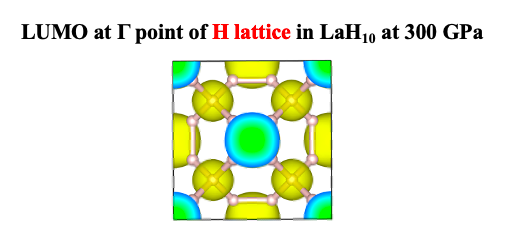 LUMO at Γ point of H lattice in LaH₁₀ at 300 GPa